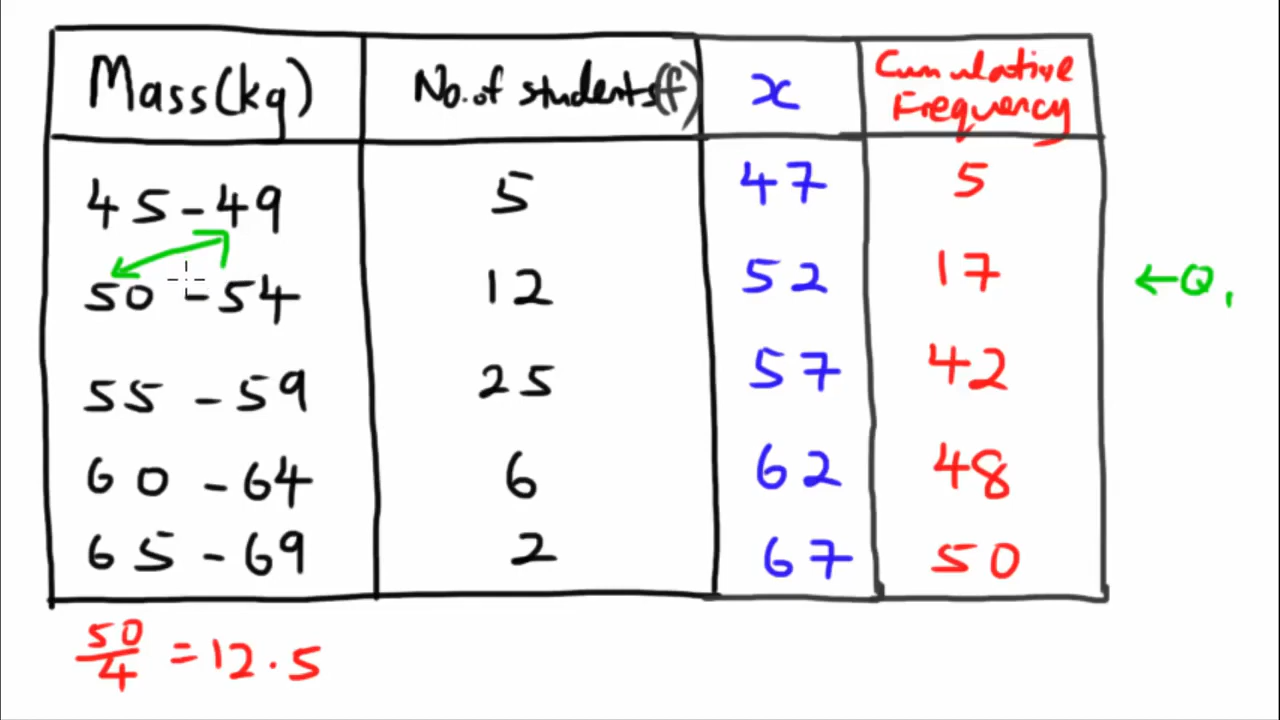 Mass(kg) No. of students(f) x Cumulative Frequency
45-49 5 47 5
50-54 12 52 17 ←Q₁
55-59 25 57 42
60-64 6 62 48
65-69 2 67 50
50/4 = 12.5